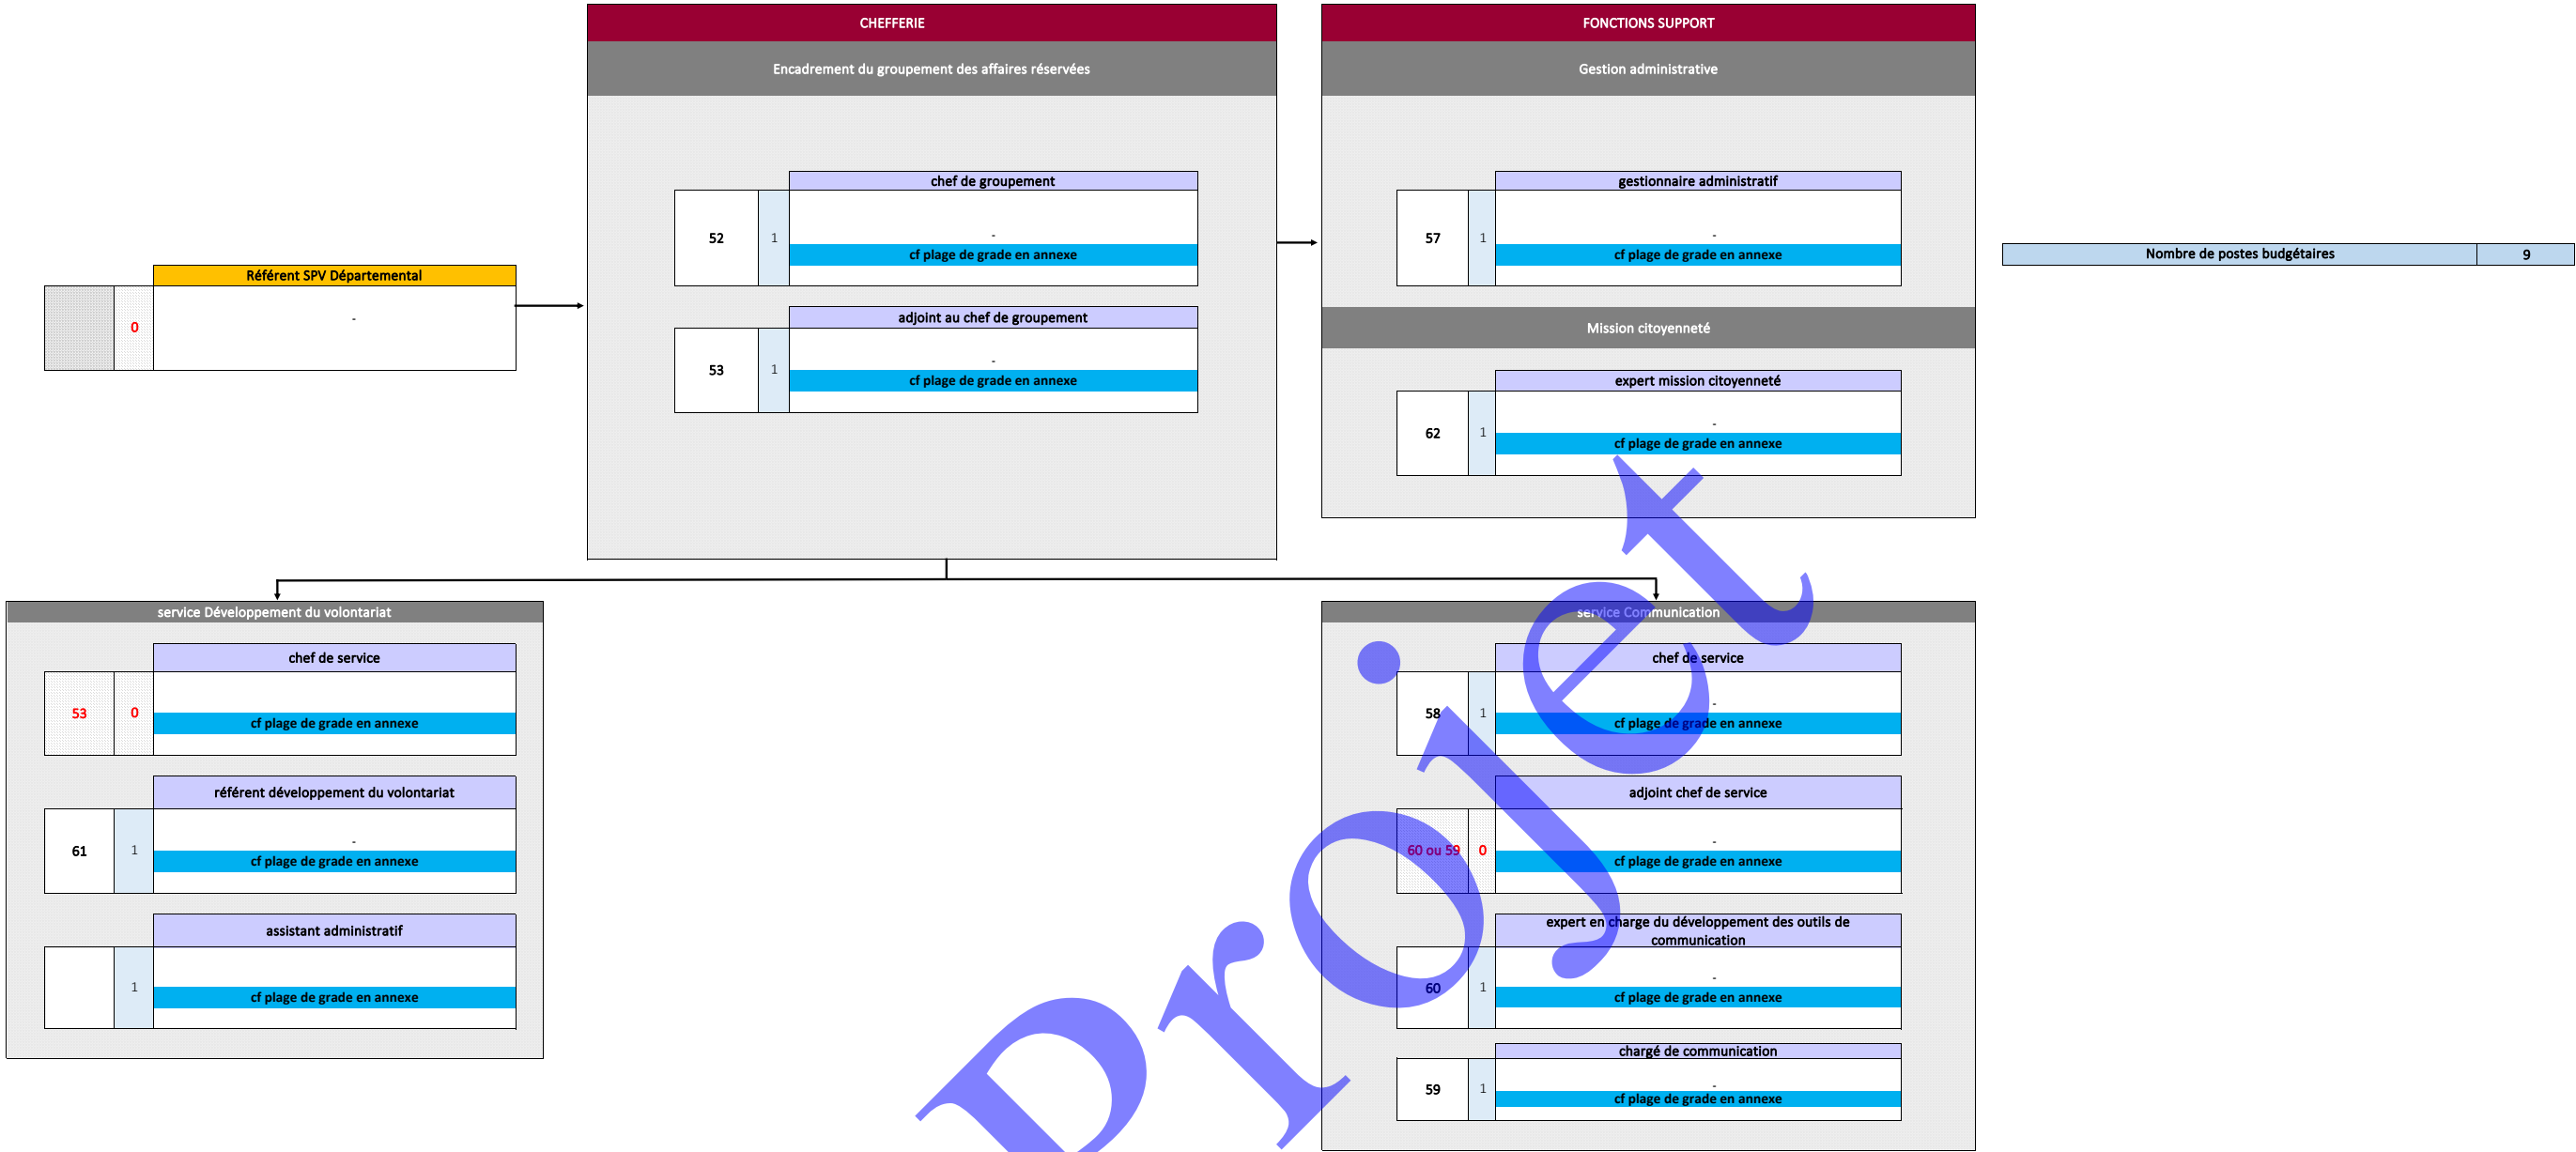 CHEFFERIE
Encadrement du groupement des affaires réservées
chef de groupement
52
1
-
cf plage de grade en annexe
adjoint au chef de groupement
53
1
-
cf plage de grade en annexe
FONCTIONS SUPPORT
Gestion administrative
gestionnaire administratif
57
1
-
cf plage de grade en annexe
Mission citoyenneté
expert mission citoyenneté
62
1
-
cf plage de grade en annexe
Nombre de postes budgétaires
9
Référent SPV Départemental
0
-
service Développement du volontariat
chef de service
53
0
cf plage de grade en annexe
référent développement du volontariat
61
1
-
cf plage de grade en annexe
assistant administratif
1
cf plage de grade en annexe
service Communication
chef de service
58
1
-
cf plage de grade en annexe
adjoint chef de service
60 ou 59
0
-
cf plage de grade en annexe
expert en charge du développement des outils de
communication
60
1
-
cf plage de grade en annexe
chargé de communication
59
1
-
cf plage de grade en annexe
Projet